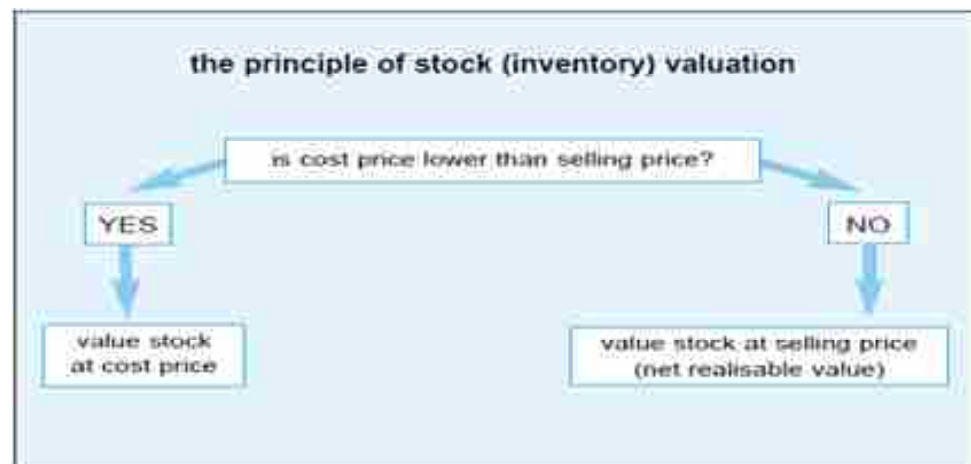 the principle of stock (inventory) valuation
is cost price lower than selling price?
YES
NO
value stock
at cost price
value stock at selling price
(net realisable value)